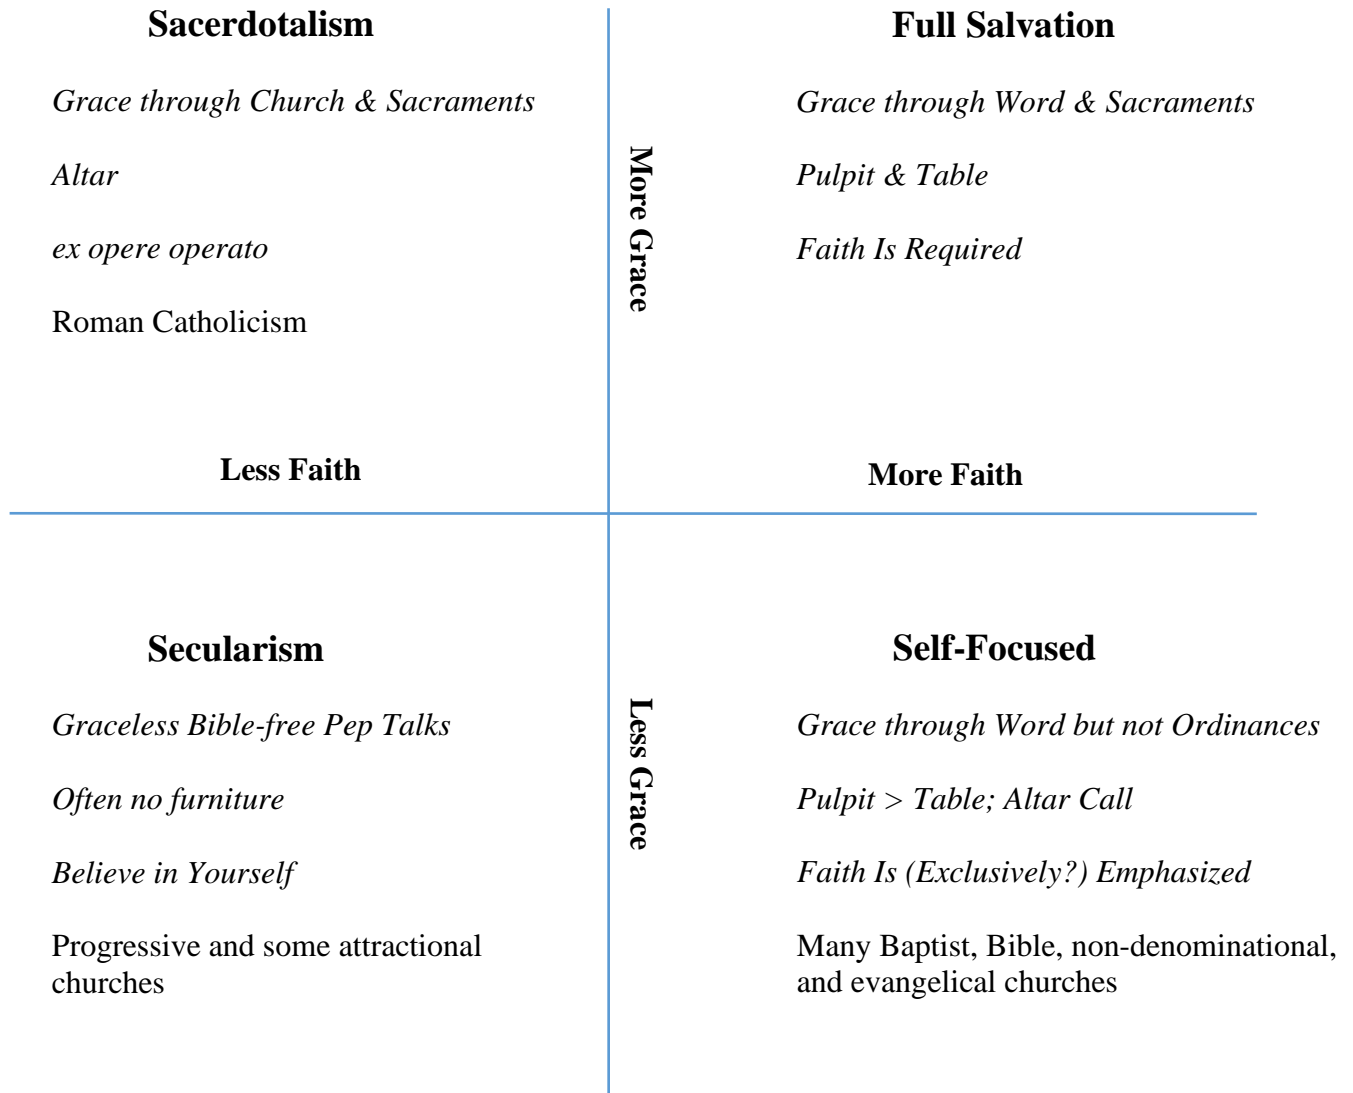 Sacerdotalism
Grace through Church & Sacraments
Altar
ex opere operato
Roman Catholicism
Full Salvation
Grace through Word & Sacraments
Pulpit & Table
Faith Is Required
More Grace
Less Faith
More Faith
Secularism
Graceless Bible-free Pep Talks
Often no furniture
Believe in Yourself
Progressive and some attractional
churches
Less Grace
Self-Focused
Grace through Word but not Ordinances
Pulpit > Table; Altar Call
Faith Is (Exclusively?) Emphasized
Many Baptist, Bible, non-denominational,
and evangelical churches